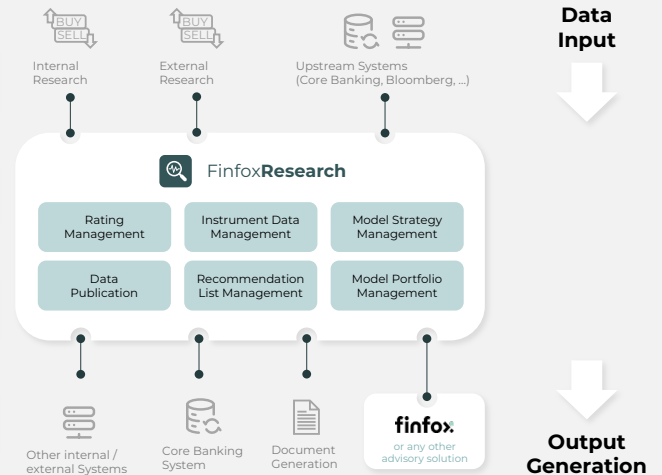 BUY
SELL
BUY
SELL
Data
Input
Internal
Research
External
Research
Upstream Systems
(Core Banking, Bloomberg, ...)
FinfoxResearch
Rating
Management
Instrument Data
Management
Model Strategy
Management
Data
Publication
Recommendation
List Management
Model Portfolio
Management
Other internal /
external Systems
Core Banking
System
Document
Generation
finfox
or any other
advisory solution
Output
Generation